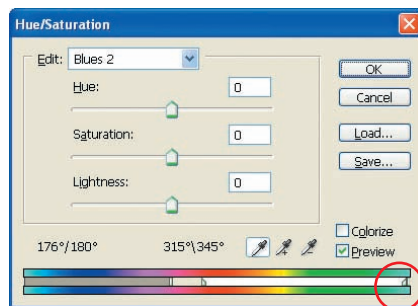 Hue/Saturation
Edit: Blues 2
OK
Hue: 0
Cancel
Saturation: 0
Load...
Save...
Lightness: 0
Colorize
176°/180° 315°\345° Preview